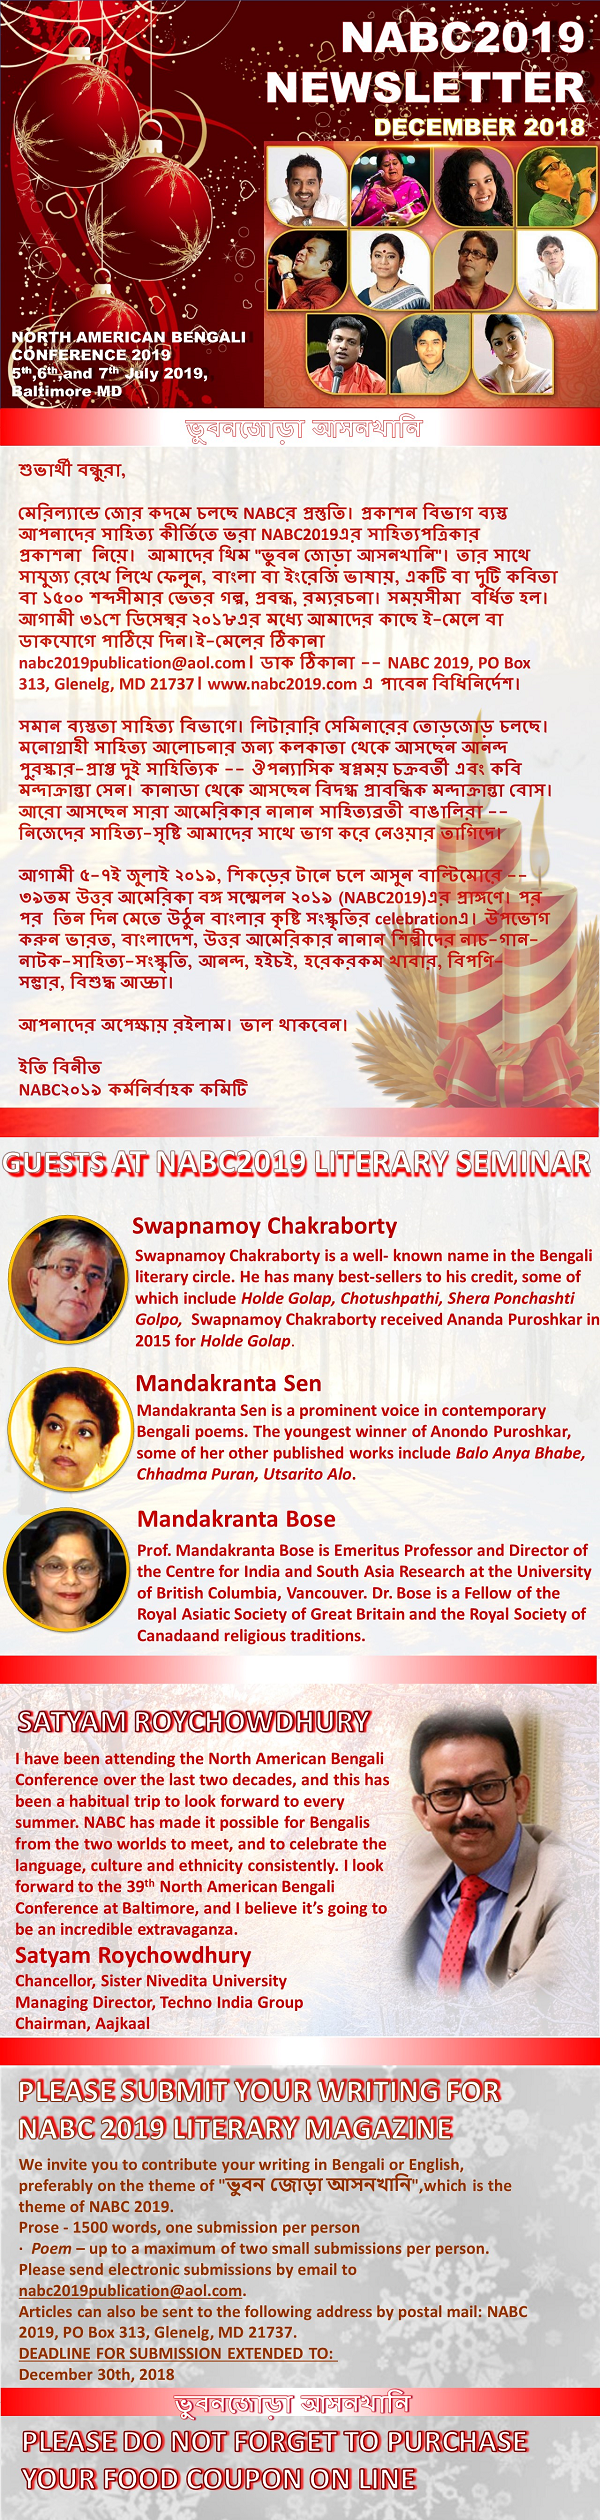 NABC2019
NEWSLETTER
DECEMBER 2018
NORTH AMERICAN BENGALI
CONFERENCE 2019
5th,6th,,and 7th July 2019,
Baltimore MD
ভুবনজোড়া আসনখানি
শুভার্থী বন্ধুরা,
মেরিল্যান্ডে জোর কদমে চলছে NABCর প্রস্তুতি। প্রকাশন বিভাগ ব্যস্ত
আপনাদের সাহিত্য কীর্তিতে ভরা NABC2019এর সাহিত্যপত্রিকার
প্রকাশনা নিয়ে। আমাদের থিম "ভুবন জোড়া আসনখানি"। তার সাথে
সাযুজ্য রেখে লিখে ফেলুন, বাংলা বা ইংরেজি ভাষায়, একটি বা দুটি কবিতা
বা ১৫০০ শব্দসীমার ভেতর গল্প, প্রবন্ধ, রম্যরচনা। সময়সীমা বর্ধিত হল।
আগামী ৩১শে ডিসেম্বর ২০১৮এর মধ্যে আমাদের কাছে ই-মেলে বা
ডাকযোগে পাঠিয়ে দিন।ই-মেলের ঠিকানা
nabc2019publication@aol.com। ডাক ঠিকানা -- NABC 2019, PO Box
313, Glenelg, MD 21737। www.nabc2019.com এ পাবেন বিধিনির্দেশ।
সমান ব্যস্ততা সাহিত্য বিভাগে। লিটারারি সেমিনারের তোড়জোড় চলছে।
মনোগ্রাহী সাহিত্য আলোচনার জন্য কলকাতা থেকে আসছেন আনন্দ
পুরস্কার-প্রাপ্ত দুই সাহিত্যিক -- ঔপন্যাসিক স্বপ্নময় চক্রবর্তী এবং কবি
মন্দাক্রান্তা সেন। কানাডা থেকে আসছেন বিদগ্ধ প্রাবন্ধিক মন্দাক্রান্তা বোস।
আরো আসছেন সারা আমেরিকার নানান সাহিত্যব্রতী বাঙালিরা --
নিজেদের সাহিত্য-সৃষ্টি আমাদের সাথে ভাগ করে নেওয়ার তাগিদে।
আগামী ৫-৭ই জুলাই ২০১৯, শিকড়ের টানে চলে আসুন বাল্টিমোরে --
৩৯তম উত্তর আমেরিকা বঙ্গ সম্মেলন ২০১৯ (NABC2019)এর প্রাঙ্গণে। পর
পর তিন দিন মেতে উঠুন বাংলার কৃষ্টি সংস্কৃতির celebrationএ। উপভোগ
করুন ভারত, বাংলাদেশ, উত্তর আমেরিকার নানান শিল্পীদের নাচ-গান-
নাটক-সাহিত্য-সংস্কৃতি, আনন্দ, হইচই, হরেকরকম খাবার, বিপণি-
সম্ভার, বিশুদ্ধ আড্ডা।
আপনাদের অপেক্ষায় রইলাম। ভাল থাকবেন।
ইতি বিনীত
NABC২০১৯ কর্মনির্বাহক কমিটি
GUESTS AT NABC2019 LITERARY SEMINAR
Swapnamoy Chakraborty
Swapnamoy Chakraborty is a well- known name in the Bengali
literary circle. He has many best-sellers to his credit, some of
which include Holde Golap, Chotushpathi, Shera Ponchashti
Golpo, Swapnamoy Chakraborty received Ananda Puroshkar in
2015 for Holde Golap.
Mandakranta Sen
Mandakranta Sen is a prominent voice in contemporary
Bengali poems. The youngest winner of Anondo Puroshkar,
some of her other published works include Balo Anya Bhabe,
Chhadma Puran, Utsarito Alo.
Mandakranta Bose
Prof. Mandakranta Bose is Emeritus Professor and Director of
the Centre for India and South Asia Research at the University
of British Columbia, Vancouver. Dr. Bose is a Fellow of the
Royal Asiatic Society of Great Britain and the Royal Society of
Canadaand religious traditions.
SATYAM ROYCHOWDHURY
I have been attending the North American Bengali
Conference over the last two decades, and this has
been a habitual trip to look forward to every
summer. NABC has made it possible for Bengalis
from the two worlds to meet, and to celebrate the
language, culture and ethnicity consistently. I look
forward to the 39th North American Bengali
Conference at Baltimore, and I believe it's going to
be an incredible extravaganza.
Satyam Roychowdhury
Chancellor, Sister Nivedita University
Managing Director, Techno India Group
Chairman, Aajkaal
PLEASE SUBMIT YOUR WRITING FOR
NABC 2019 LITERARY MAGAZINE
We invite you to contribute your writing in Bengali or English,
preferably on the theme of "ভুবন জোড়া আসনখানি",which is the
theme of NABC 2019.
Prose - 1500 words, one submission per person
· Poem – up to a maximum of two small submissions per person.
Please send electronic submissions by email to
nabc2019publication@aol.com.
Articles can also be sent to the following address by postal mail: NABC
2019, PO Box 313, Glenelg, MD 21737.
DEADLINE FOR SUBMISSION EXTENDED TO:
December 30th, 2018
ভুবনজোড়া আসনখানি
PLEASE DO NOT FORGET TO PURCHASE
YOUR FOOD COUPON ON LINE